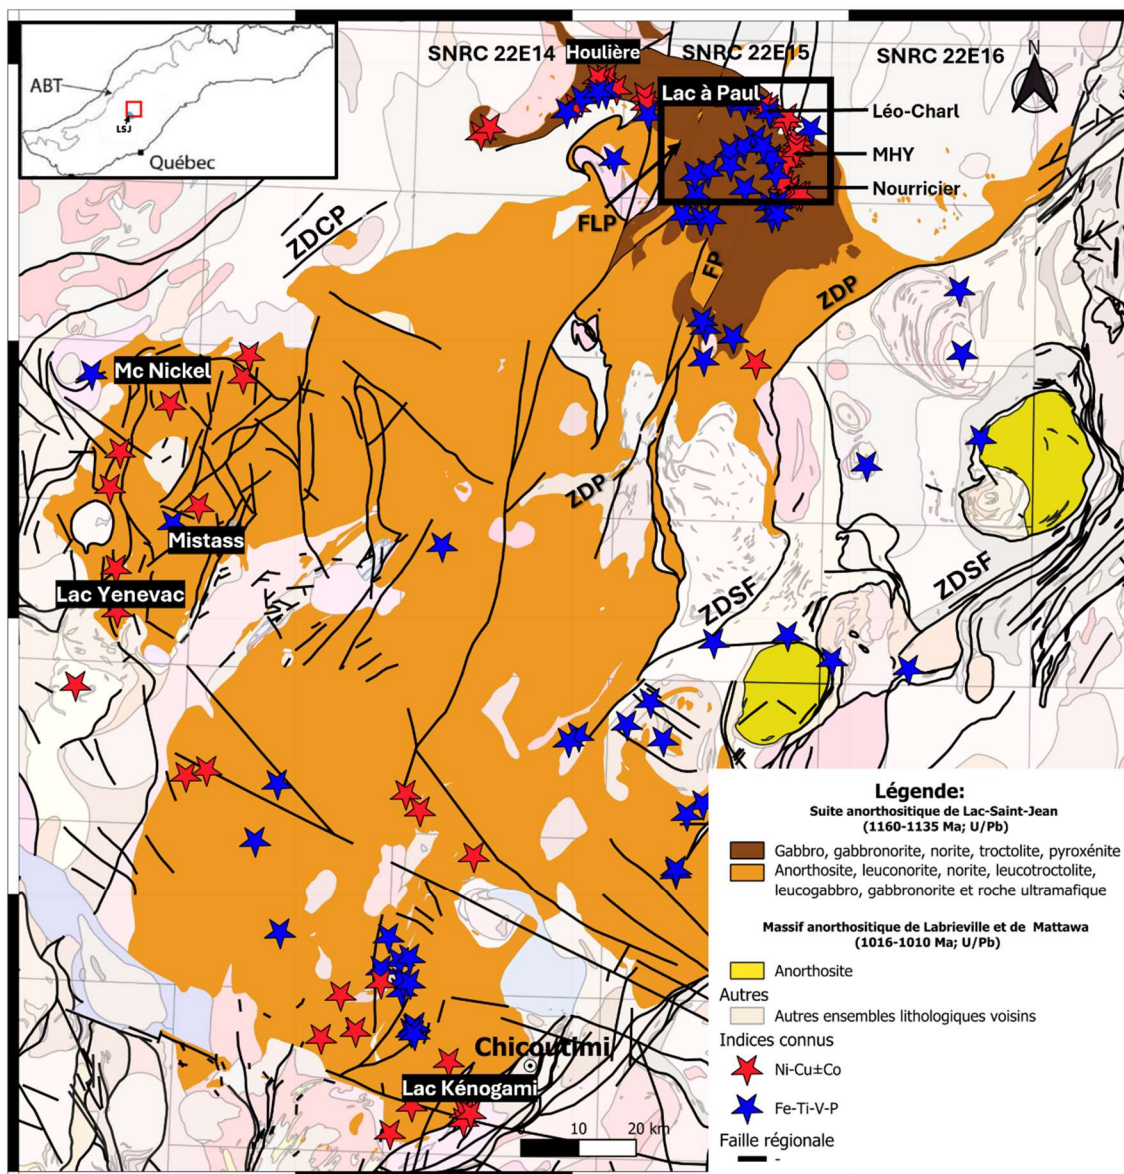 ABT
LSJ
Québec
SNRC 22E14
Houlière
SNRC 22E15
SNRC 22E16
N
Lac à Paul
Léo-Charl
MHY
Nourricier
ZDCP
FLP
FP
ZDP
Mc Nickel
ZDP
Mistass
Lac Yenevac
ZDSF
ZDSF
Chicoutimi
Lac Kénogami
0 10 20 km
Légende:
Suite anorthositique de Lac-Saint-Jean
(1160-1135 Ma; U/Pb)
Gabbro, gabbronorite, norite, troctolite, pyroxénite
Anorthosite, leuconorite, norite, leucotroctolite,
leucogabbro, gabbronorite et roche ultramafique
Massif anorthositique de Labrieville et de Mattawa
(1016-1010 Ma; U/Pb)
Anorthosite
Autres
Autres ensembles lithologiques voisins
Indices connus
Ni-Cu±Co
Fe-Ti-V-P
Faille régionale
-